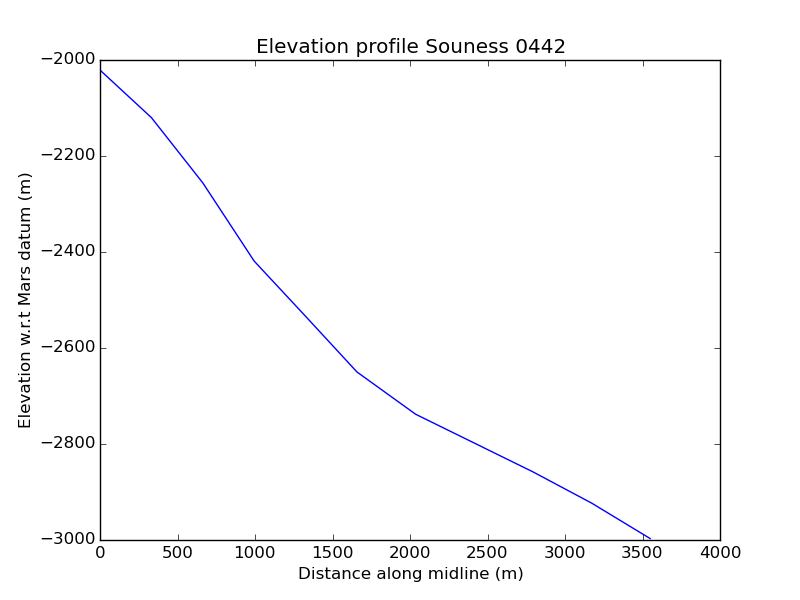 Elevation profile Souness 0442
Elevation w.r.t Mars datum (m)
−2000
−2200
−2400
−2600
−2800
−3000
0 500 1000 1500 2000 2500 3000 3500 4000
Distance along midline (m)